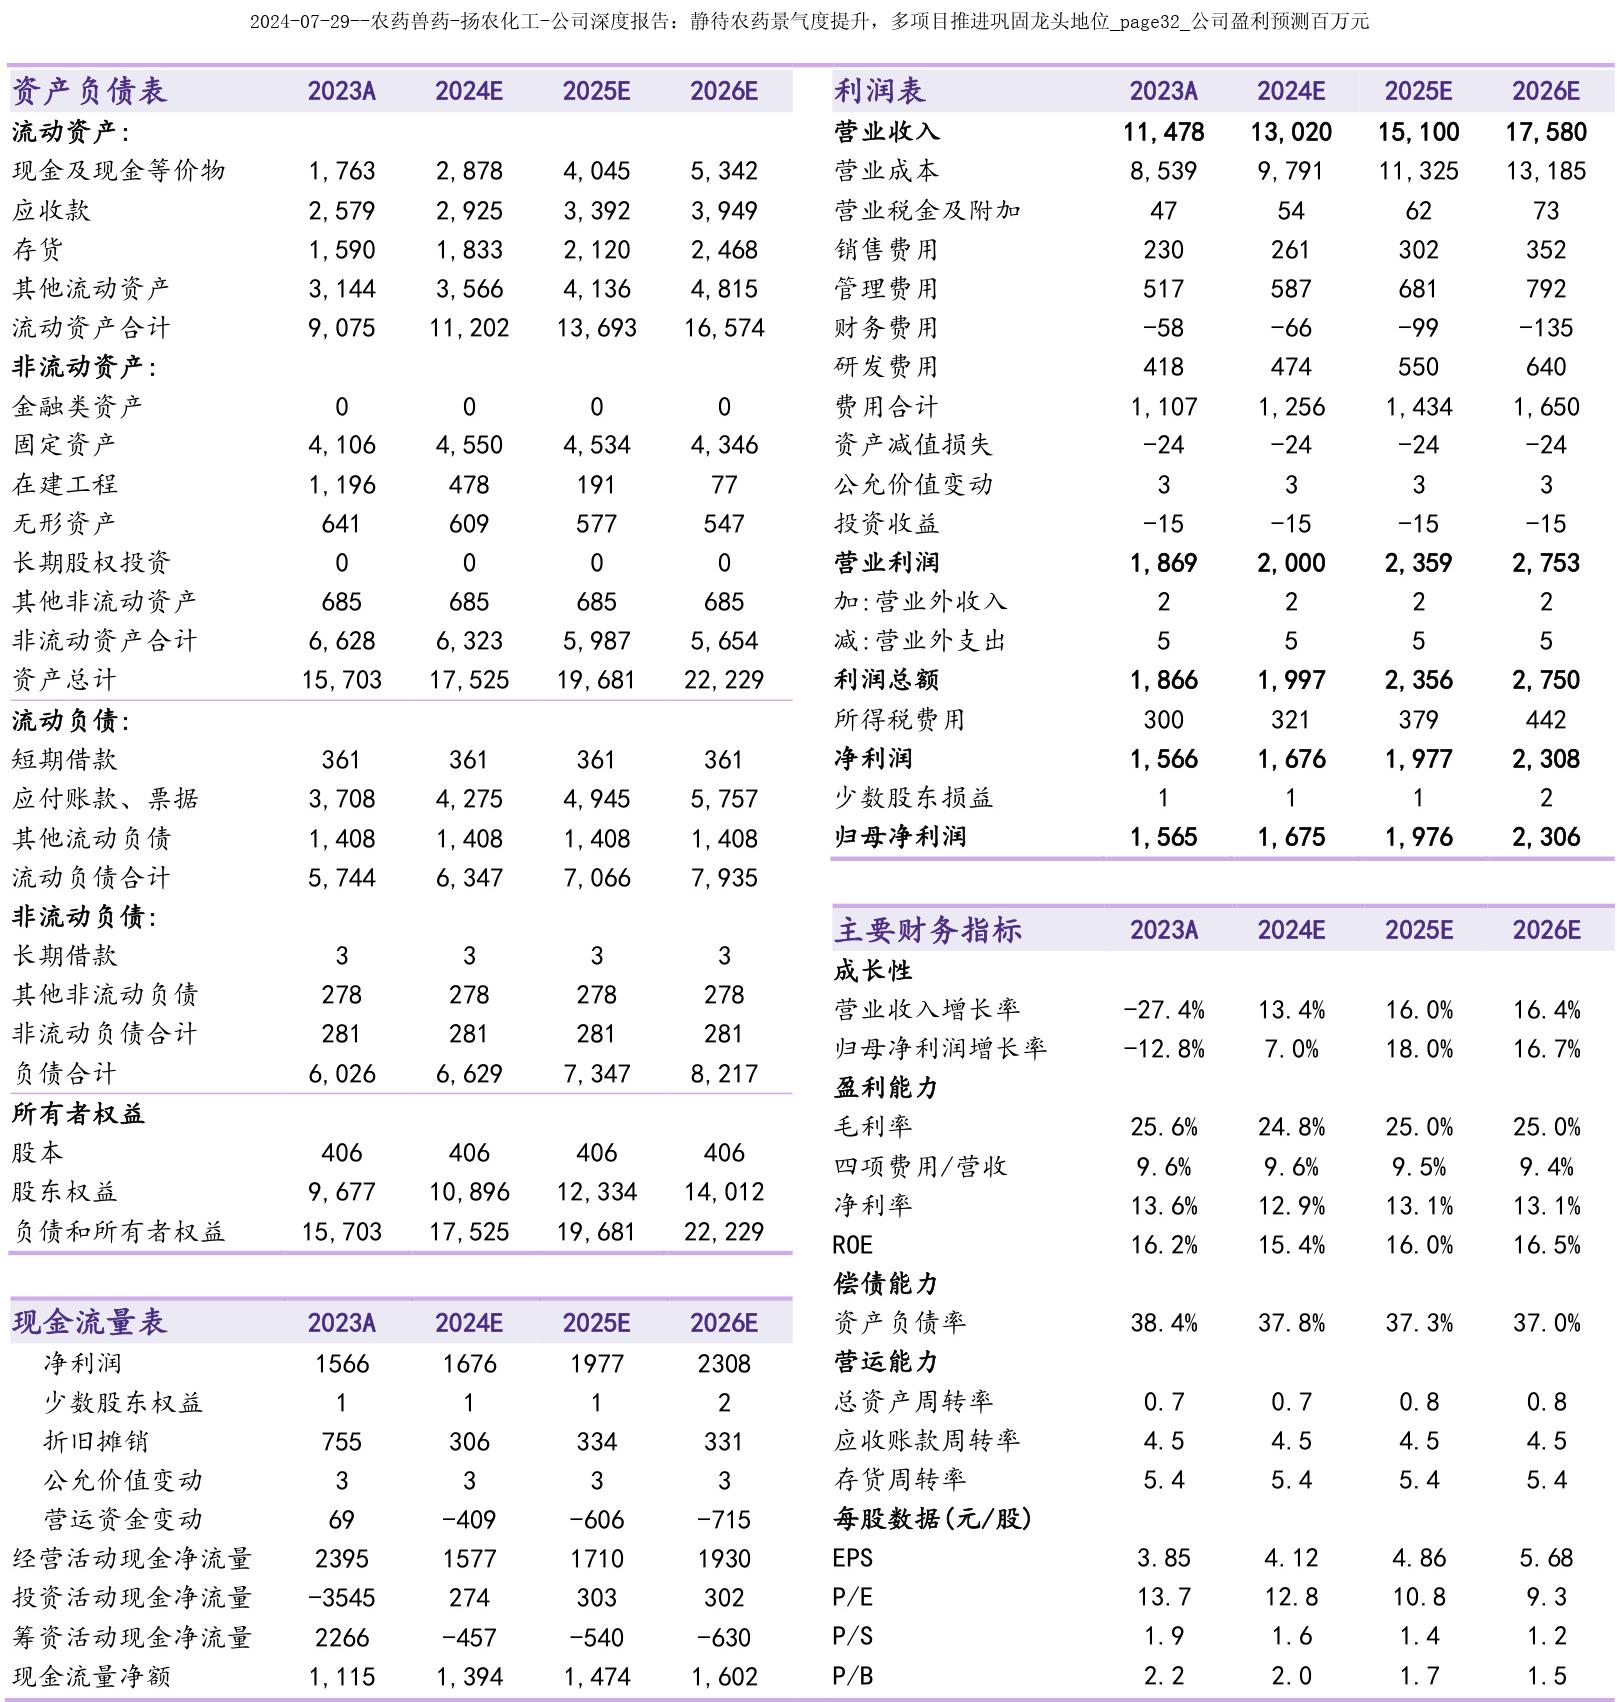 2024-07-29--农药兽药-扬农化工-公司深度报告：静待农药景气度提升，多项目推进巩固龙头地位_page32_公司盈利预测百万元
资产负债表 2023A 2024E 2025E 2026E
流动资产:
现金及现金等价物 1,763 2,878 4,045 5,342
应收款 2,579 2,925 3,392 3,949
存货 1,590 1,833 2,120 2,468
其他流动资产 3,144 3,566 4,136 4,815
流动资产合计 9,075 11,202 13,693 16,574
非流动资产:
金融类资产 0 0 0 0
固定资产 4,106 4,550 4,534 4,346
在建工程 1,196 478 191 77
无形资产 641 609 577 547
长期股权投资 0 0 0 0
其他非流动资产 685 685 685 685
非流动资产合计 6,628 6,323 5,987 5,654
资产总计 15,703 17,525 19,681 22,229
流动负债:
短期借款 361 361 361 361
应付账款、票据 3,708 4,275 4,945 5,757
其他流动负债 1,408 1,408 1,408 1,408
流动负债合计 5,744 6,347 7,066 7,935
非流动负债:
长期借款 3 3 3 3
其他非流动负债 278 278 278 278
非流动负债合计 281 281 281 281
负债合计 6,026 6,629 7,347 8,217
所有者权益
股本 406 406 406 406
股东权益 9,677 10,896 12,334 14,012
负债和所有者权益 15,703 17,525 19,681 22,229
现金流量表 2023A 2024E 2025E 2026E
净利润 1566 1676 1977 2308
少数股东权益 1 1 1 2
折旧摊销 755 306 334 331
公允价值变动 3 3 3 3
营运资金变动 69 -409 -606 -715
经营活动现金净流量 2395 1577 1710 1930
投资活动现金净流量 -3545 274 303 302
筹资活动现金净流量 2266 -457 -540 -630
现金流量净额 1,115 1,394 1,474 1,602
利润表 2023A 2024E 2025E 2026E
营业收入 11,478 13,020 15,100 17,580
营业成本 8,539 9,791 11,325 13,185
营业税金及附加 47 54 62 73
销售费用 230 261 302 352
管理费用 517 587 681 792
财务费用 -58 -66 -99 -135
研发费用 418 474 550 640
费用合计 1,107 1,256 1,434 1,650
资产减值损失 -24 -24 -24 -24
公允价值变动 3 3 3 3
投资收益 -15 -15 -15 -15
营业利润 1,869 2,000 2,359 2,753
加:营业外收入 2 2 2 2
减:营业外支出 5 5 5 5
利润总额 1,866 1,997 2,356 2,750
所得税费用 300 321 379 442
净利润 1,566 1,676 1,977 2,308
少数股东损益 1 1 1 2
归母净利润 1,565 1,675 1,976 2,306
主要财务指标 2023A 2024E 2025E 2026E
成长性
营业收入增长率 -27.4% 13.4% 16.0% 16.4%
归母净利润增长率 -12.8% 7.0% 18.0% 16.7%
盈利能力
毛利率 25.6% 24.8% 25.0% 25.0%
四项费用/营收 9.6% 9.6% 9.5% 9.4%
净利率 13.6% 12.9% 13.1% 13.1%
ROE 16.2% 15.4% 16.0% 16.5%
偿债能力
资产负债率 38.4% 37.8% 37.3% 37.0%
营运能力
总资产周转率 0.7 0.7 0.8 0.8
应收账款周转率 4.5 4.5 4.5 4.5
存货周转率 5.4 5.4 5.4 5.4
每股数据(元/股)
EPS 3.85 4.12 4.86 5.68
P/E 13.7 12.8 10.8 9.3
P/S 1.9 1.6 1.4 1.2
P/B 2.2 2.0 1.7 1.5